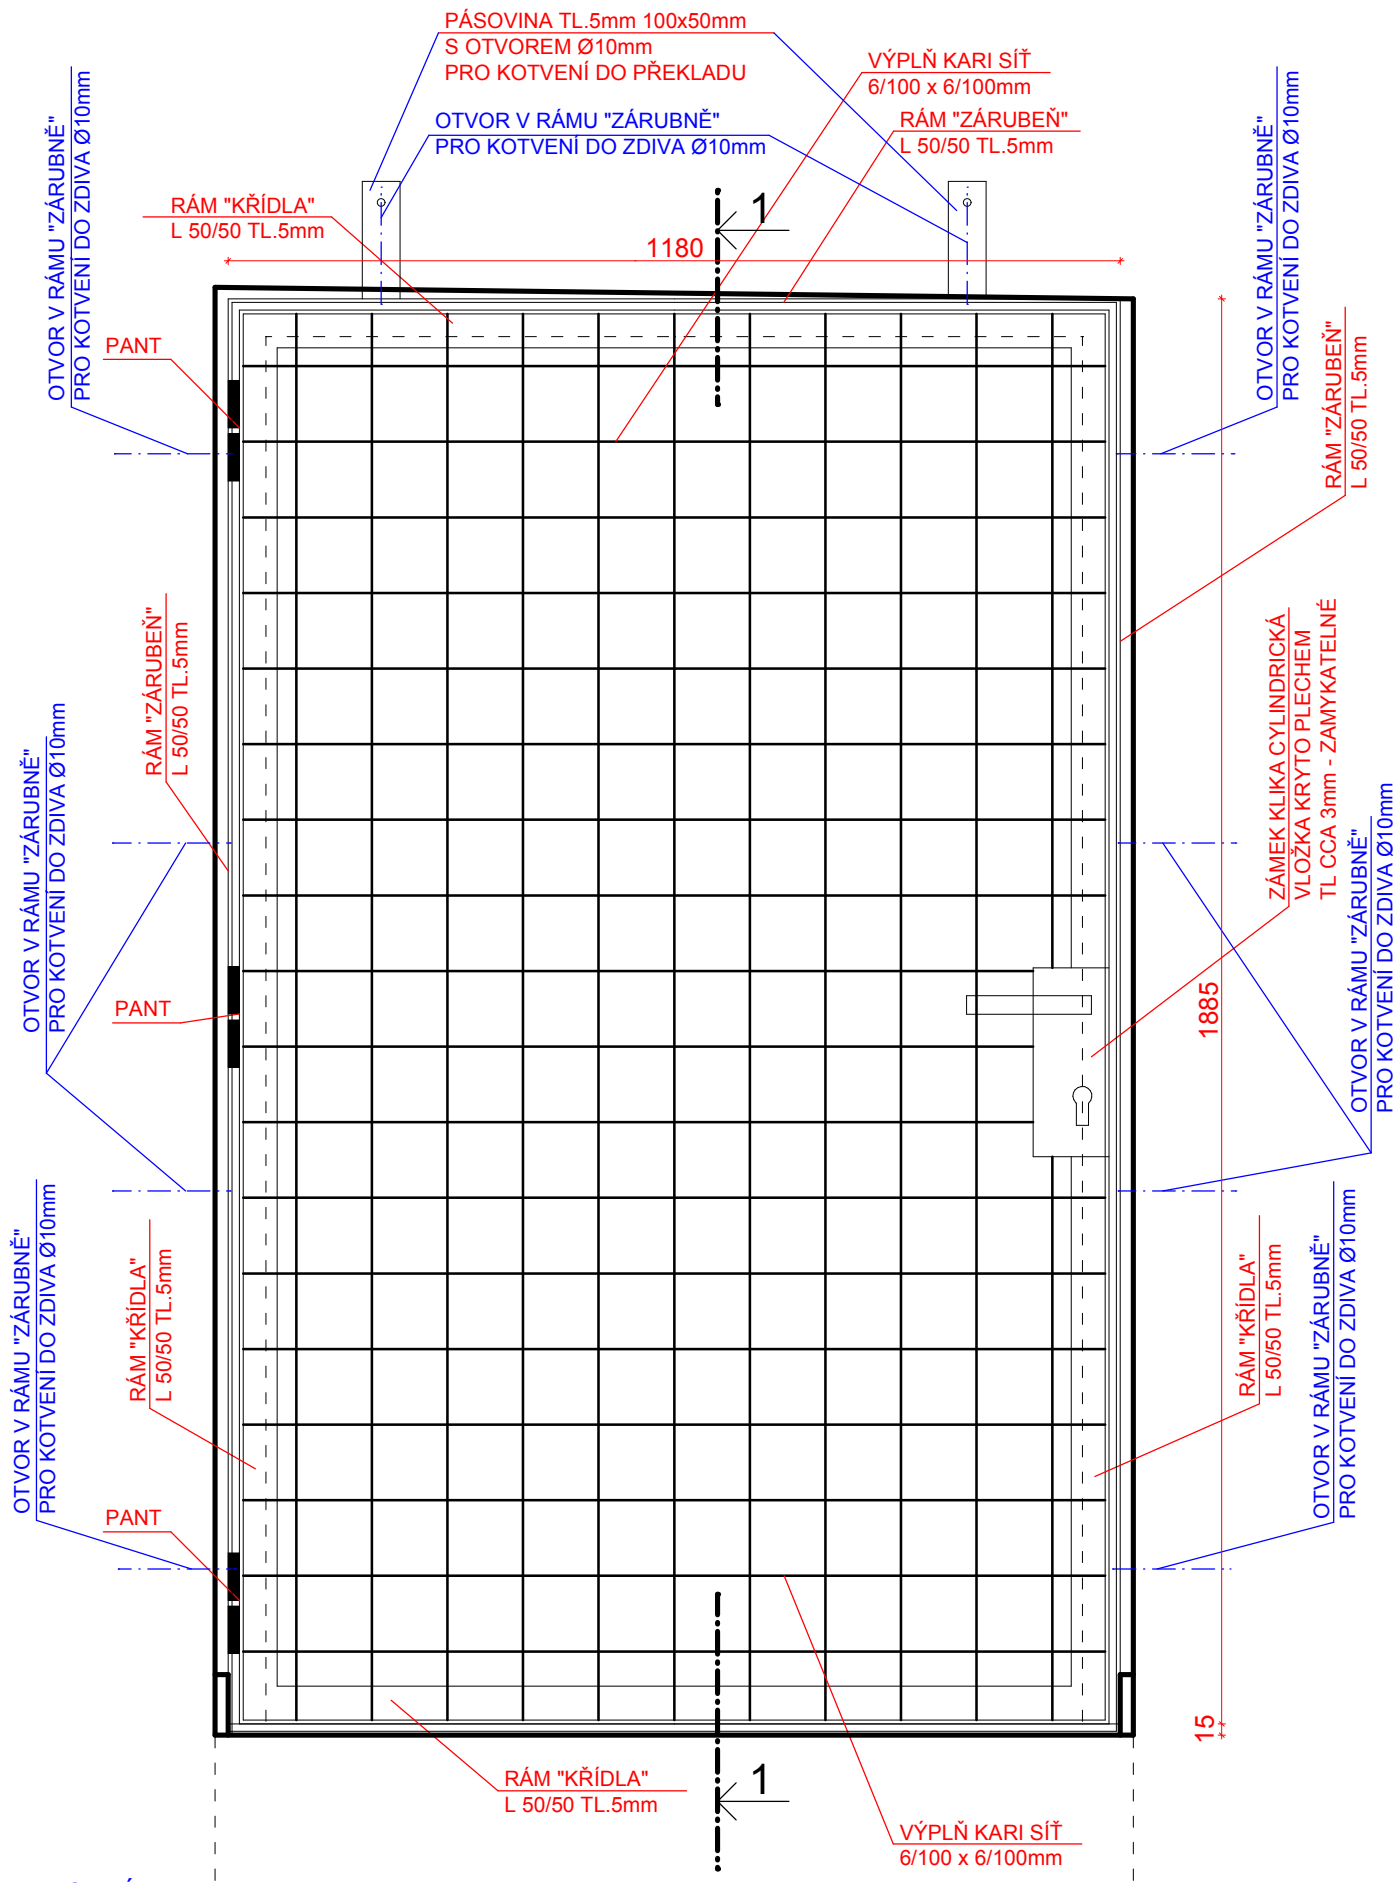 PÁSOVINA TL.5mm 100x50mm
S OTVOREM Ø10mm
PRO KOTVENÍ DO PŘEKLADU
VÝPLŇ KARI SÍŤ
6/100 x 6/100mm
OTVOR V RÁMU "ZÁRUBNĚ"
PRO KOTVENÍ DO ZDIVA Ø10mm
RÁM "ZÁRUBEŇ"
L 50/50 TL.5mm
OTVOR V RÁMU "ZÁRUBNĚ"
PRO KOTVENÍ DO ZDIVA Ø10mm
OTVOR V RÁMU "ZÁRUBNĚ"
PRO KOTVENÍ DO ZDIVA Ø10mm
RÁM "KŘÍDLA"
L 50/50 TL.5mm
1
1180
PANT
RÁM "ZÁRUBEŇ"
L 50/50 TL.5mm
RÁM "ZÁRUBEŇ"
L 50/50 TL.5mm
ZÁMEK KLIKA CYLINDRICKÁ
VLOŽKA KRYTO PLECHEM
TL CCA 3mm - ZAMYKATELNÉ
OTVOR V RÁMU "ZÁRUBNĚ"
PRO KOTVENÍ DO ZDIVA Ø10mm
OTVOR V RÁMU "ZÁRUBNĚ"
PRO KOTVENÍ DO ZDIVA Ø10mm
PANT
1885
OTVOR V RÁMU "ZÁRUBNĚ"
PRO KOTVENÍ DO ZDIVA Ø10mm
RÁM "KŘÍDLA"
L 50/50 TL.5mm
RÁM "KŘÍDLA"
L 50/50 TL.5mm
OTVOR V RÁMU "ZÁRUBNĚ"
PRO KOTVENÍ DO ZDIVA Ø10mm
PANT
15
RÁM "KŘÍDLA"
L 50/50 TL.5mm
1
VÝPLŇ KARI SÍŤ
6/100 x 6/100mm